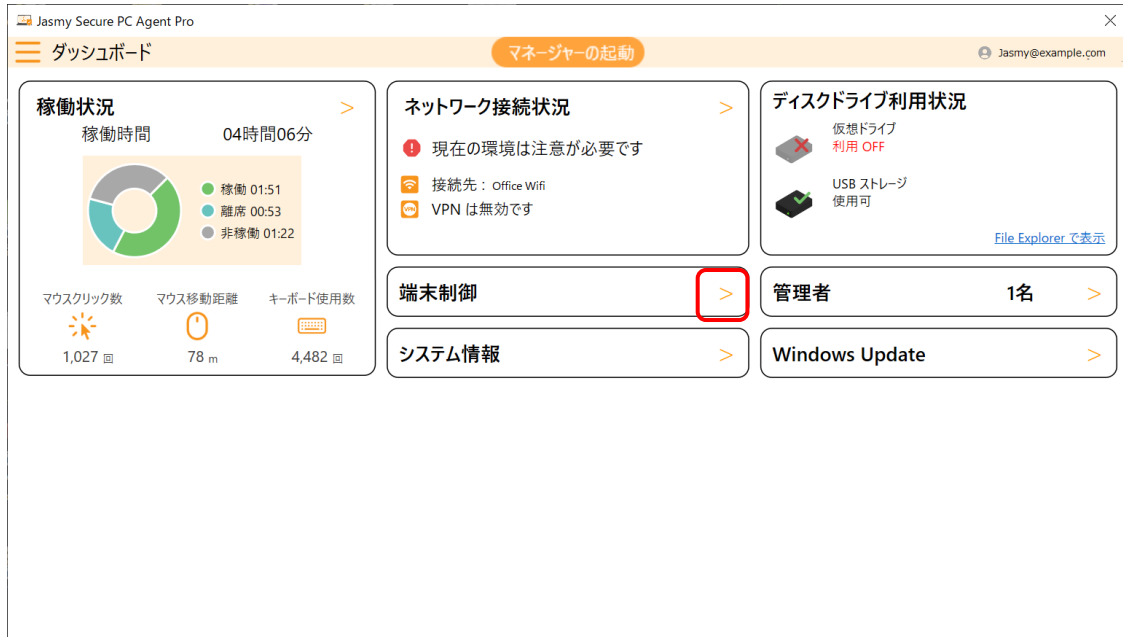 Jasmy Secure PC Agent Pro
ダッシュボード
マネージャーの起動
Jasmy@example.com
稼働状況
>
稼働時間 04時間06分
稼働 01:51
離席 00:53
非稼働 01:22
マウスクリック数 マウス移動距離 キーボード使用数
1,027 回 78 m 4,482 回
ネットワーク接続状況
>
現在の環境は注意が必要です
接続先： Office Wifi
VPN VPN は無効です
ディスクドライブ利用状況
仮想ドライブ
利用 OFF
USB ストレージ
使用可
File Explorer で表示
端末制御 >
管理者 1名 >
システム情報 >
Windows Update >